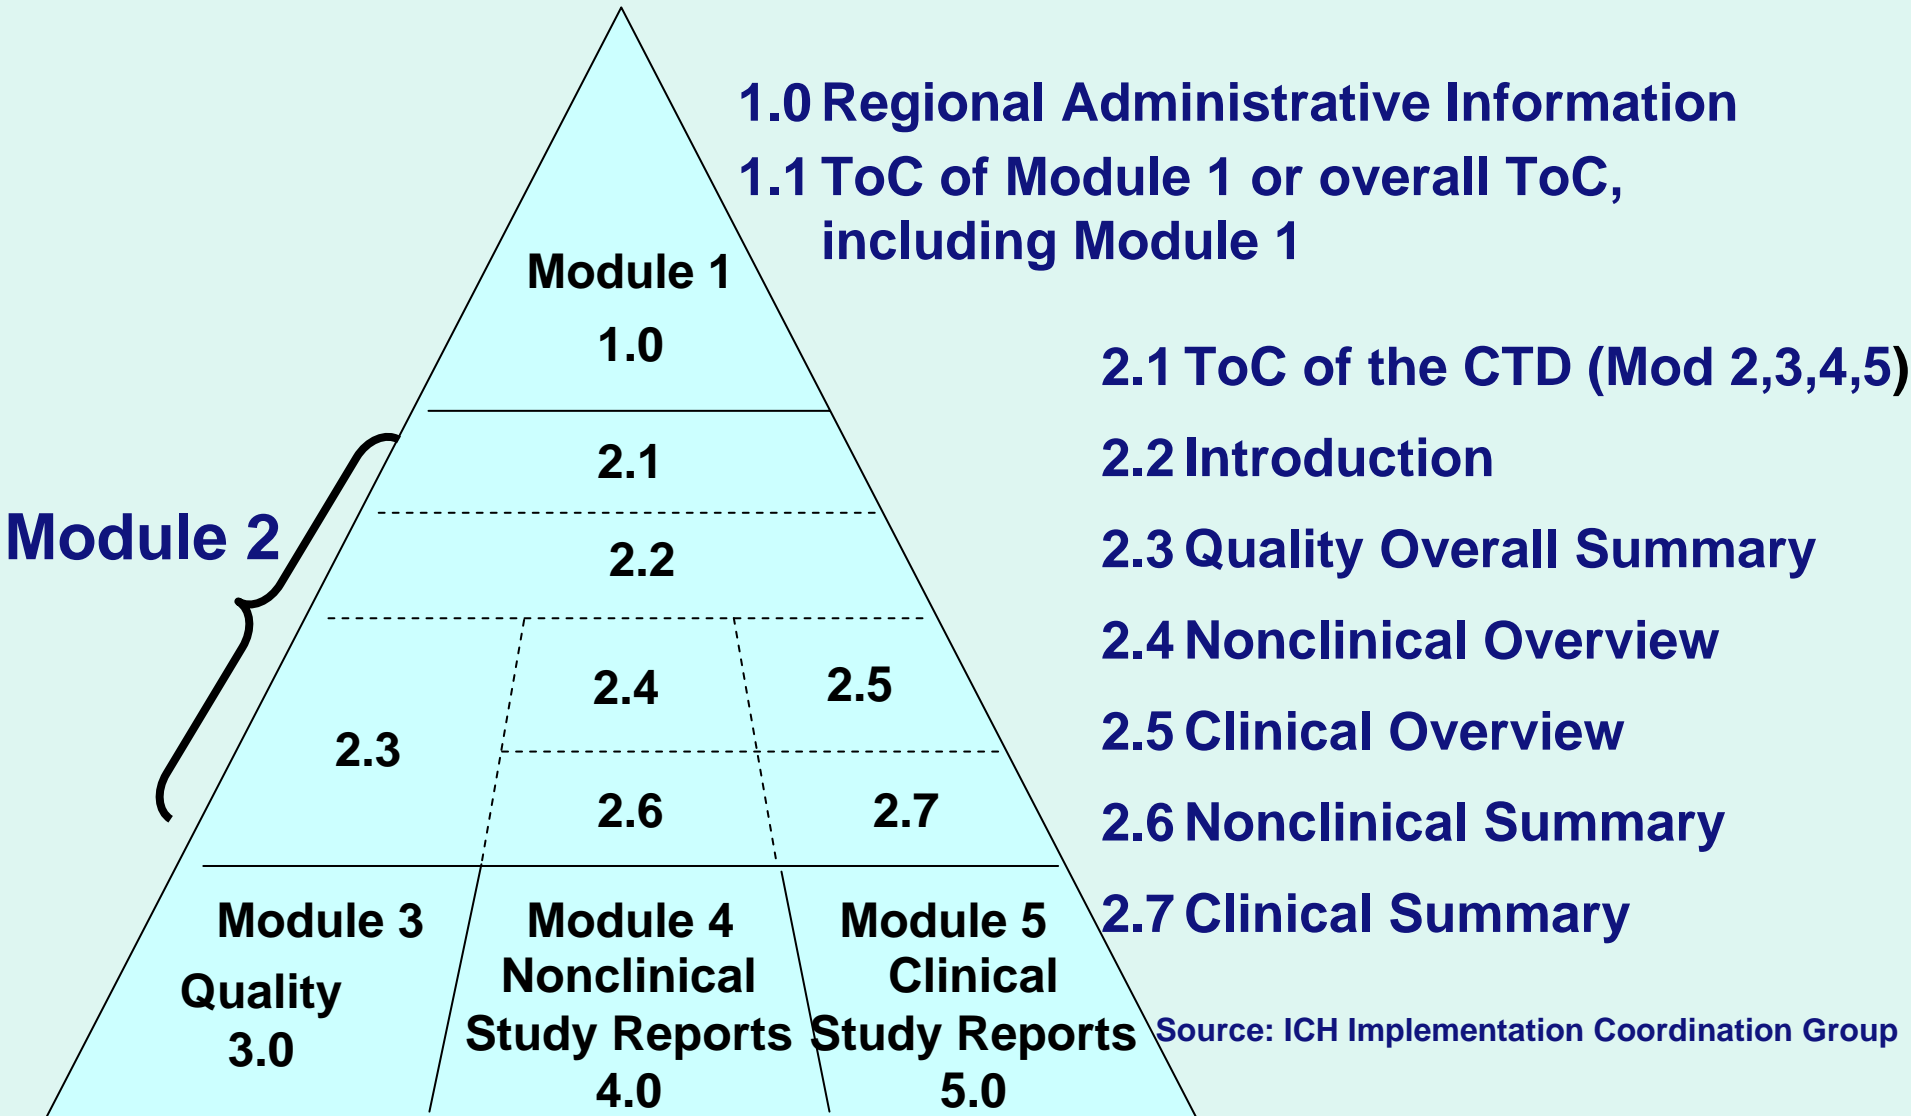 1.0 Regional Administrative Information
1.1 ToC of Module 1 or overall ToC,
including Module 1
Module 1
1.0
2.1 ToC of the CTD (Mod 2,3,4,5)
2.2 Introduction
2.3 Quality Overall Summary
2.4 Nonclinical Overview
2.5 Clinical Overview
2.6 Nonclinical Summary
2.7 Clinical Summary
Module 2
2.1
2.2
2.3
2.4
2.5
2.6
2.7
Module 3
Quality
3.0
Module 4
Nonclinical
Study Reports
4.0
Module 5
Clinical
Study Reports
5.0
Source: ICH Implementation Coordination Group